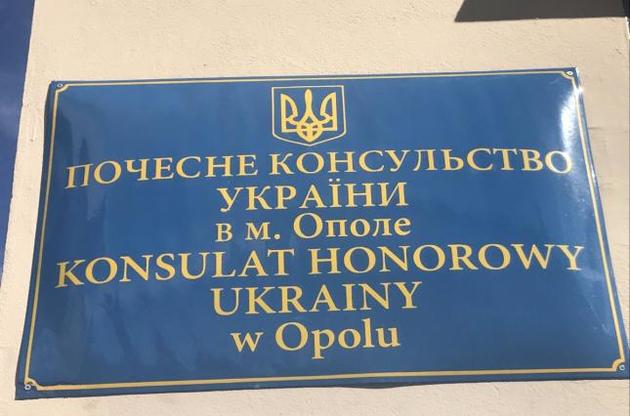 ПОЧЕСНЕ КОНСУЛЬСТВО
УКРАЇНИ
в м. Ополе
KONSULAT HONOROWY
UKRAINY
w Opolu